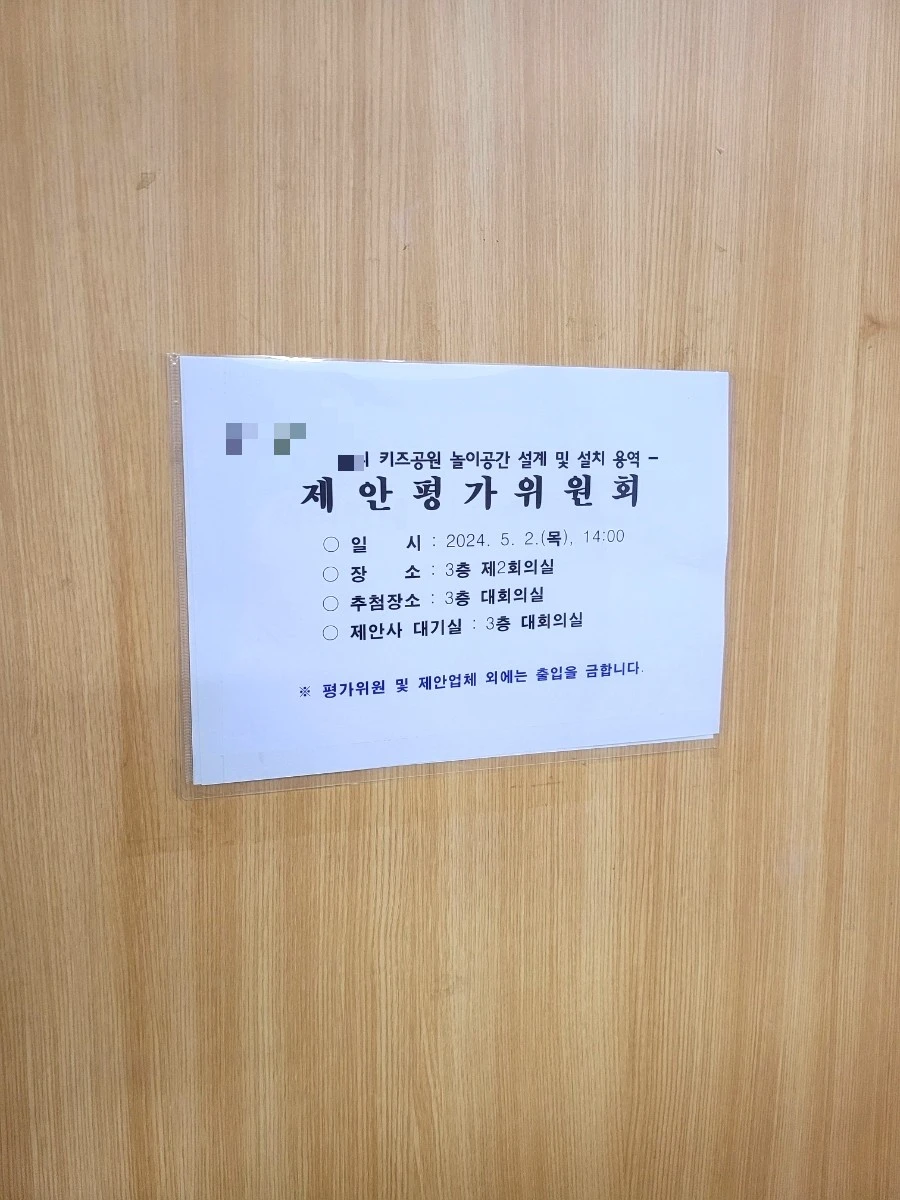 키즈공원 놀이공간 설계 및 설치 용역 -
제안평가위원회
○ 일 시 : 2024. 5. 2.(목), 14:00
○ 장 소 : 3층 제2회의실
○ 추첨장소 : 3층 대회의실
○ 제안사 대기실 : 3층 대회의실
※ 평가위원 및 제안업체 외에는 출입을 금합니다.